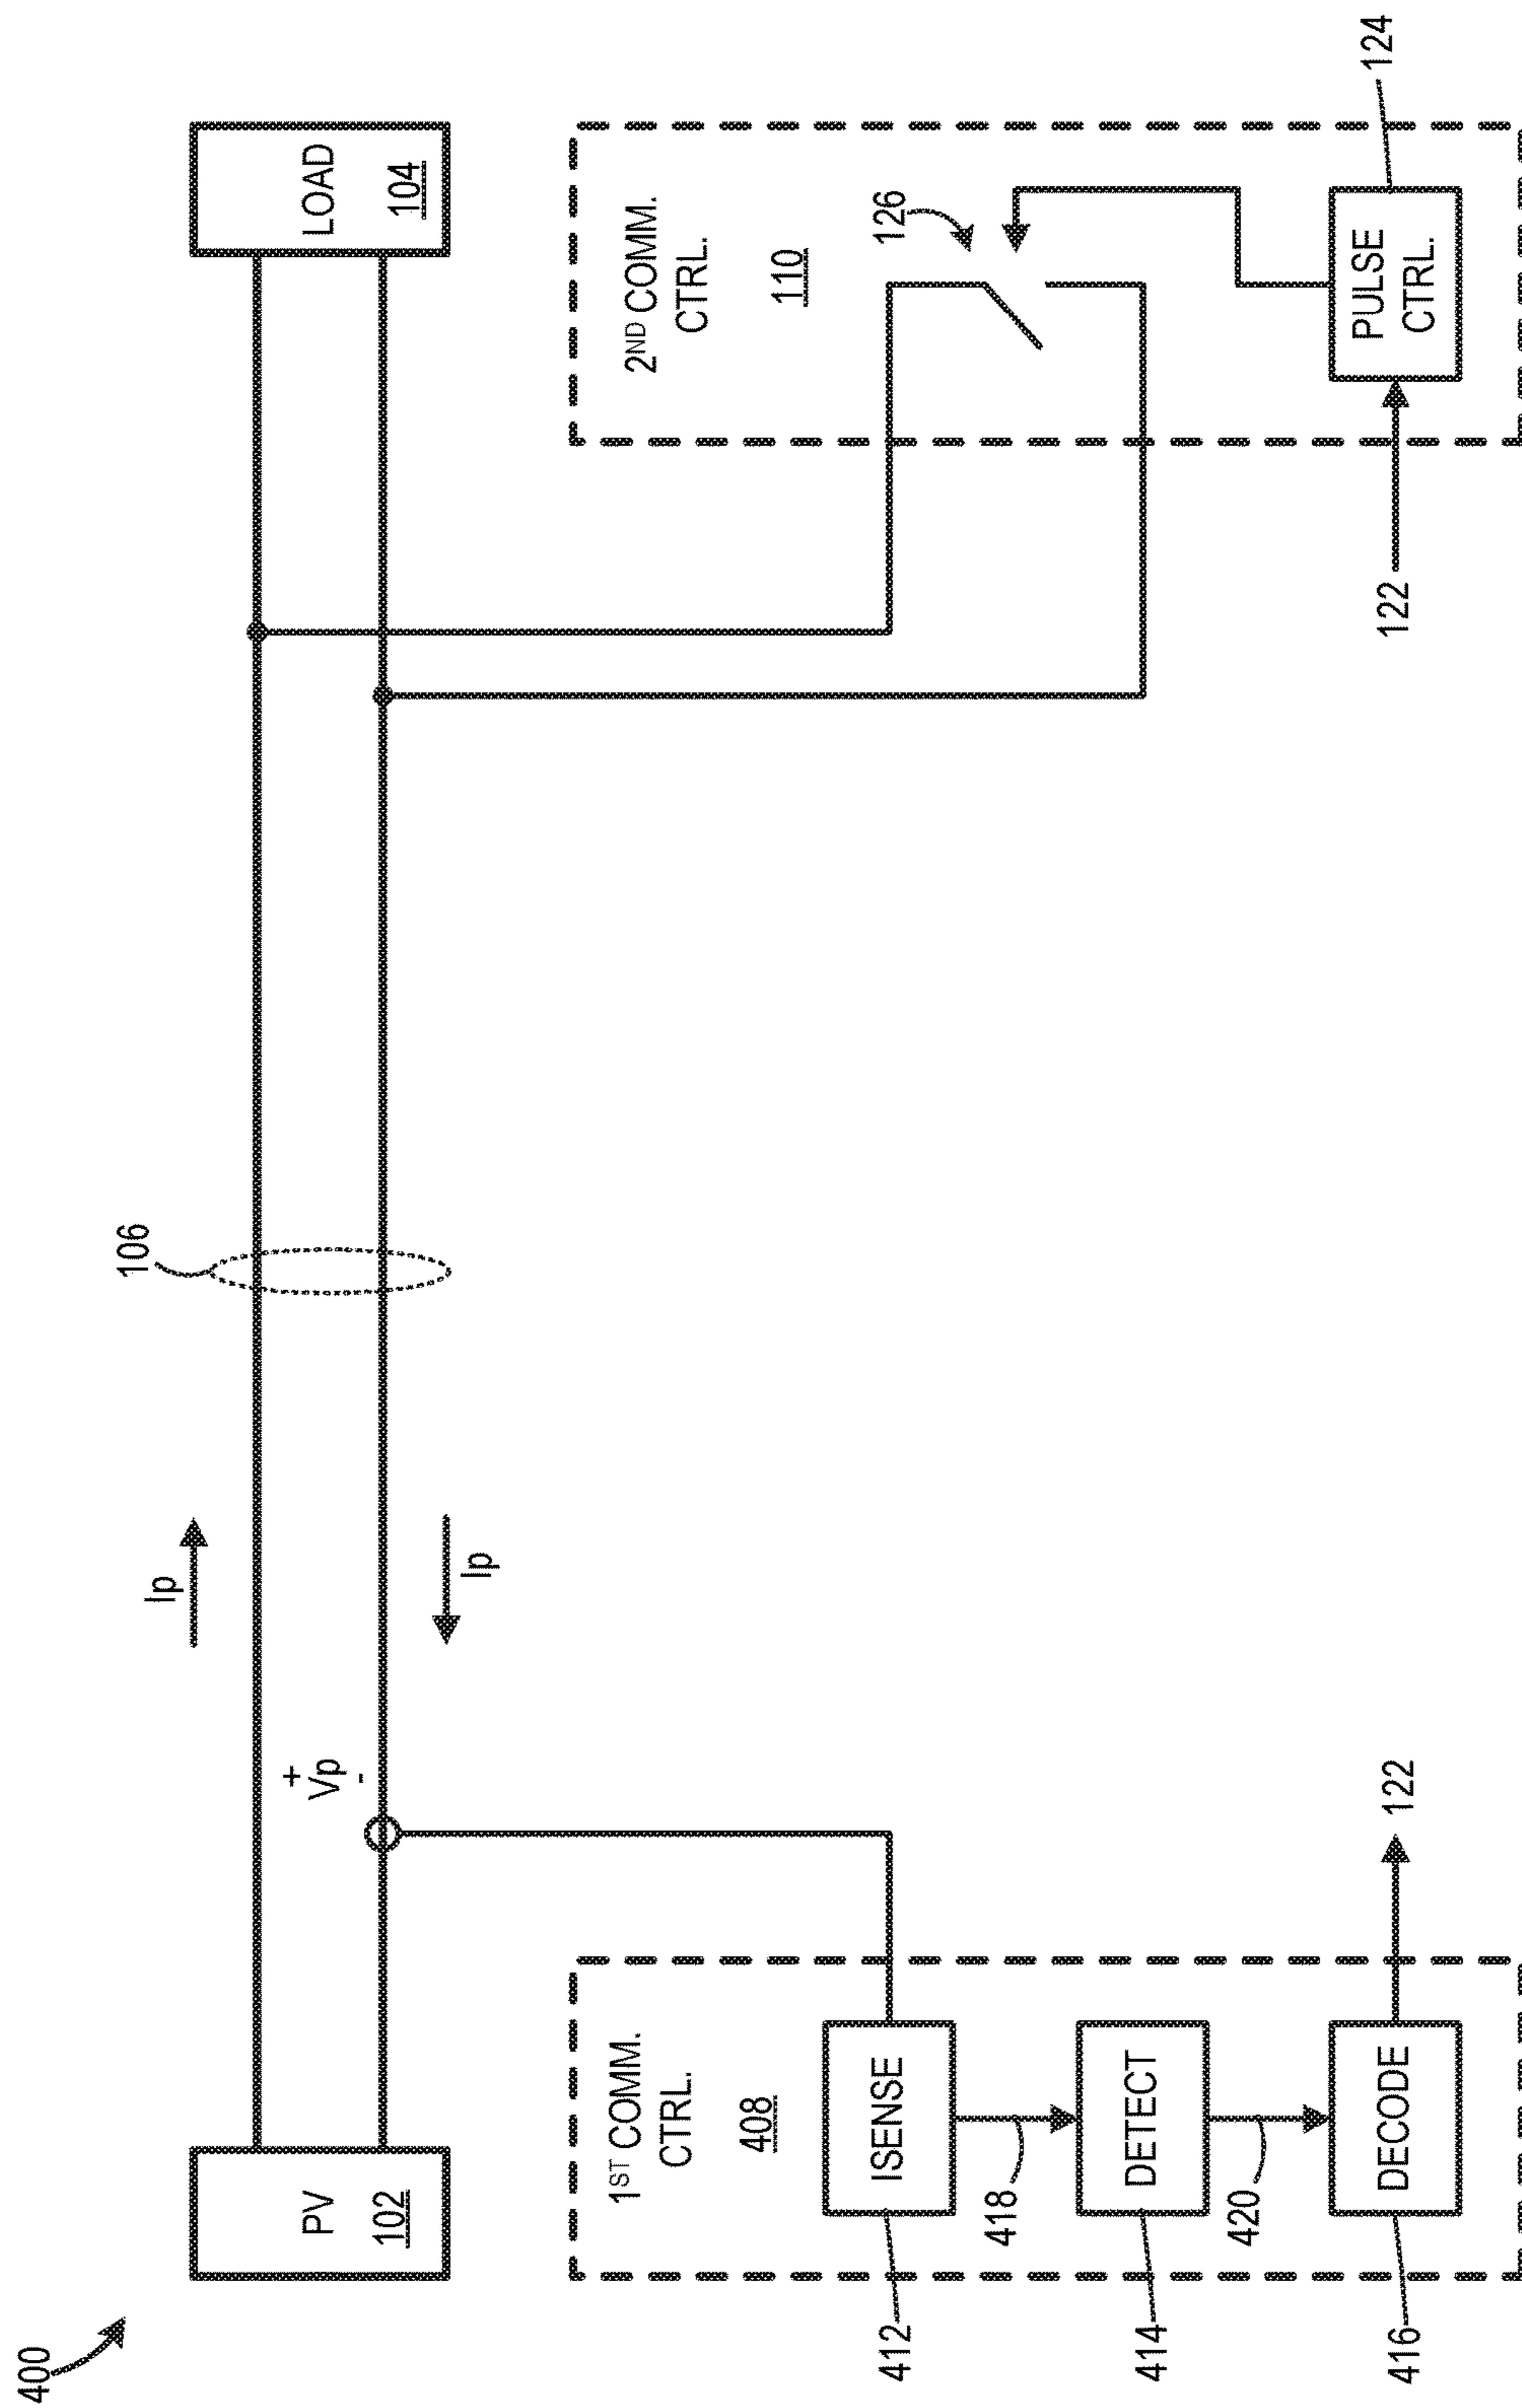 400
PV
102
LOAD
104
106
Ip
Ip
+
Vp
-
1ST COMM.
CTRL.
408
ISENSE
412
418
DETECT
414
420
DECODE
416
122
2ND COMM.
CTRL.
110
126
PULSE
CTRL.
124
122